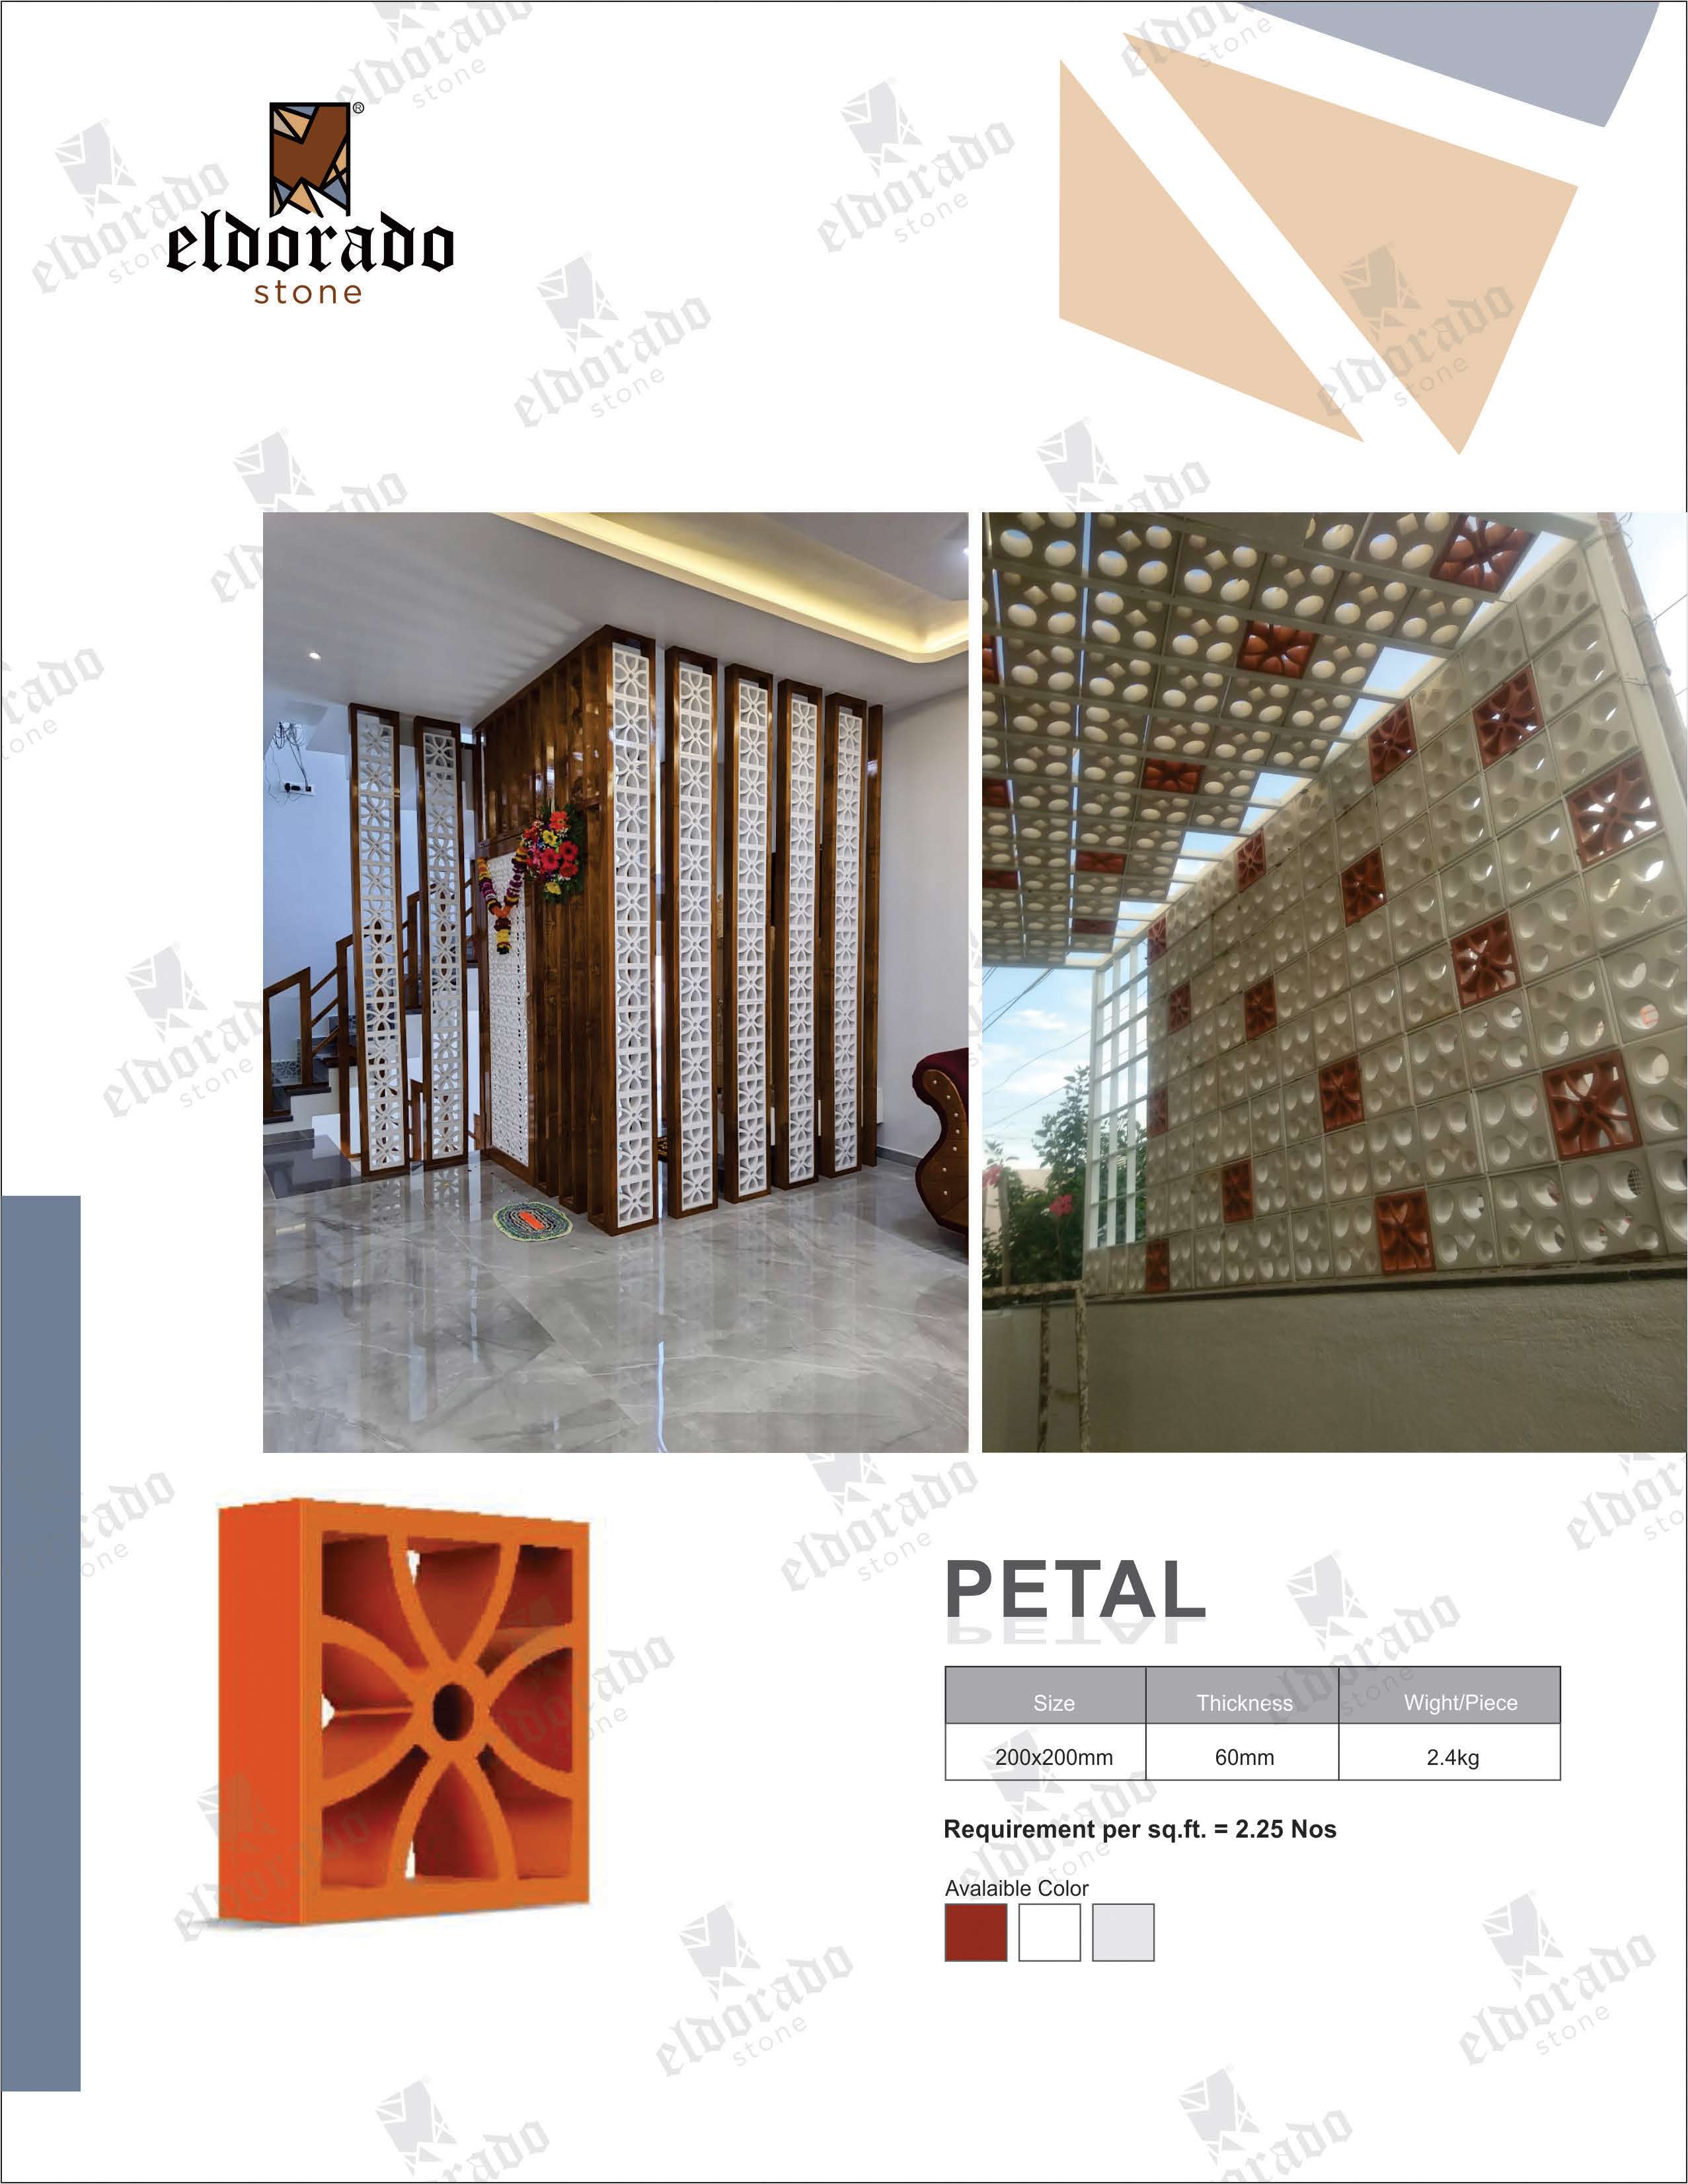 eldorado
stone
PETAL
Size Thickness Wight/Piece
200x200mm 60mm 2.4kg
Requirement per sq.ft. = 2.25 Nos
Avalaible Color